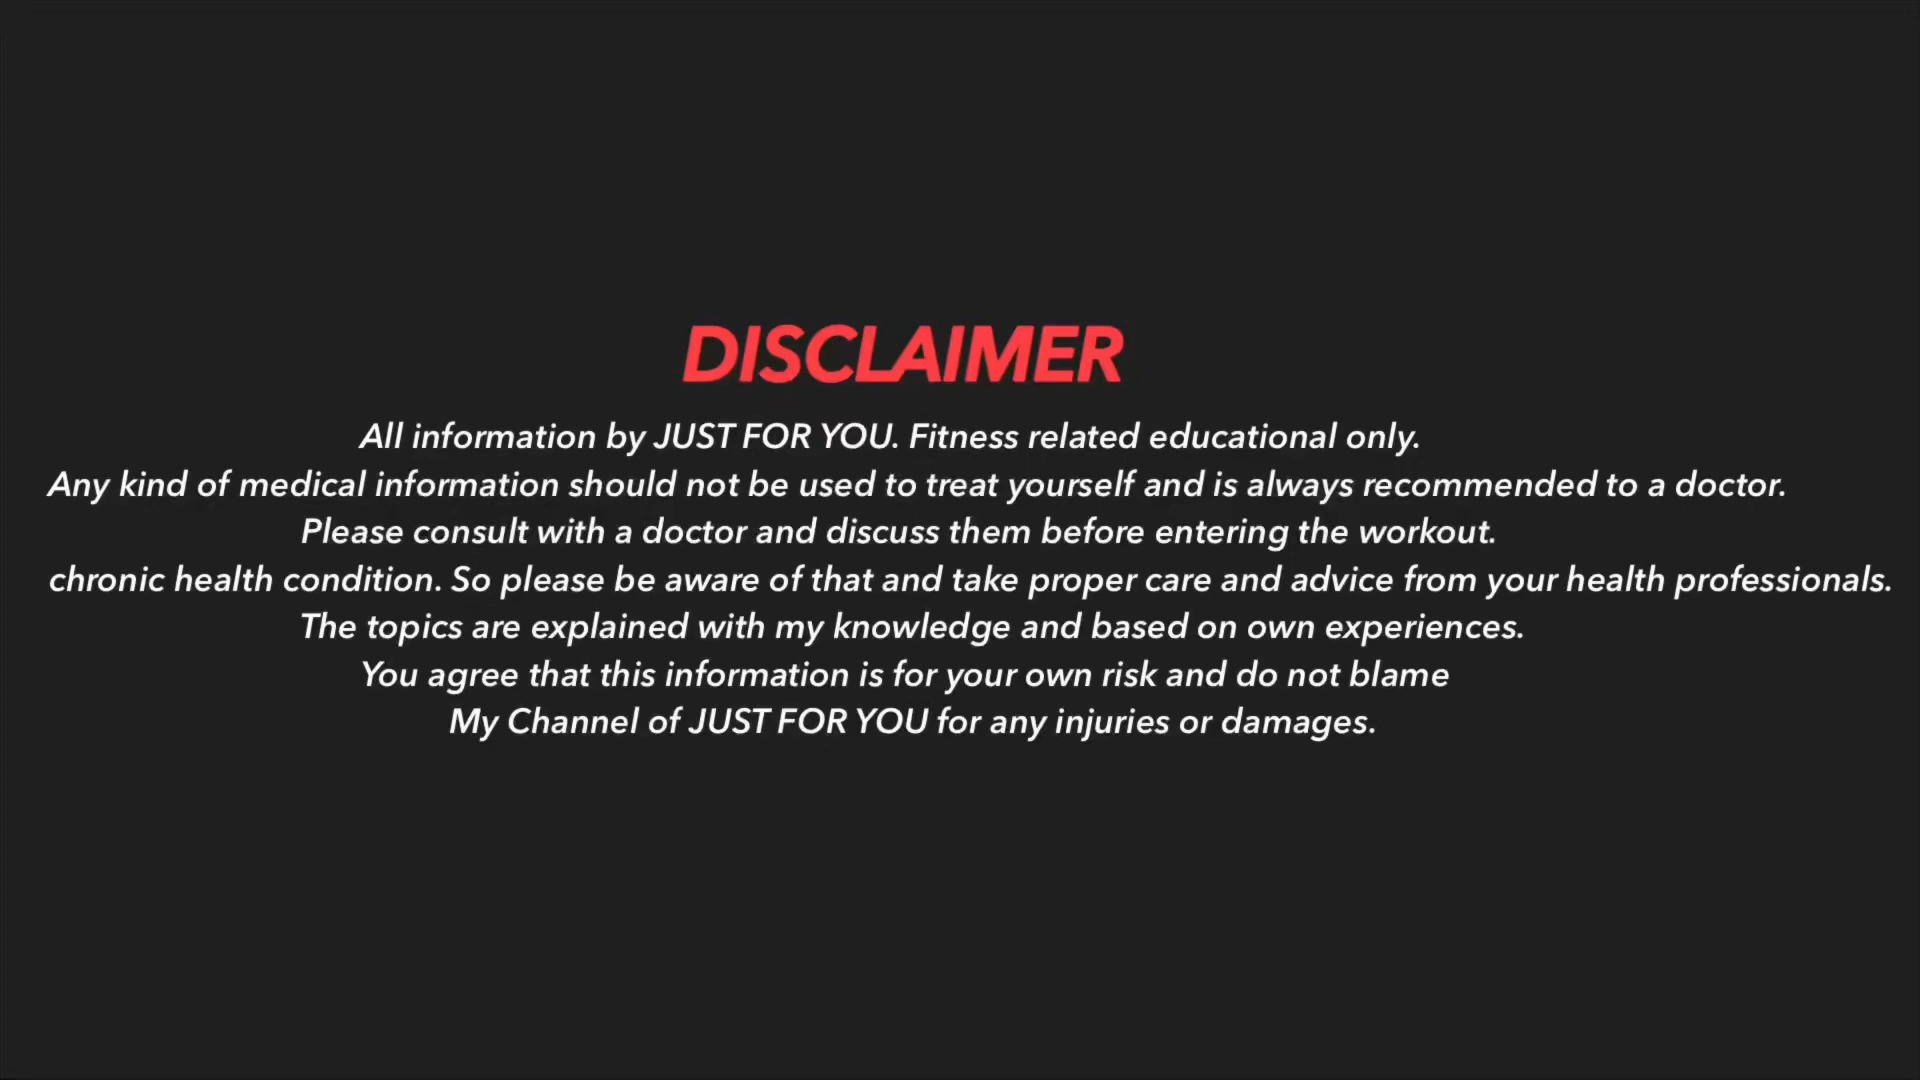 DISCLAIMER
All information by JUST FOR YOU. Fitness related educational only.
Any kind of medical information should not be used to treat yourself and is always recommended to a doctor.
Please consult with a doctor and discuss them before entering the workout.
chronic health condition. So please be aware of that and take proper care and advice from your health professionals.
The topics are explained with my knowledge and based on own experiences.
You agree that this information is for your own risk and do not blame
My Channel of JUST FOR YOU for any injuries or damages.